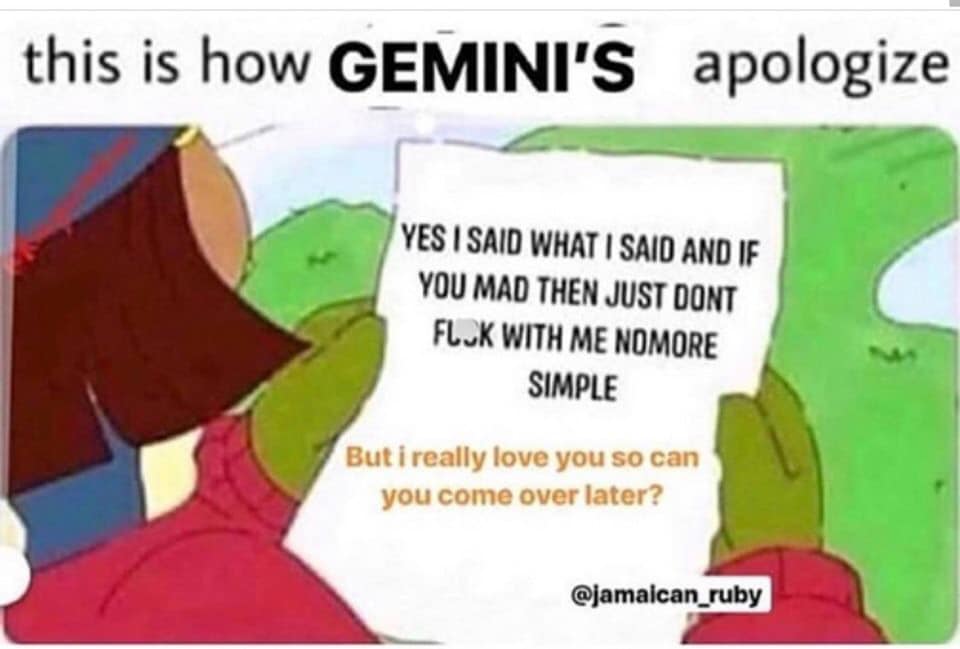 this is how GEMINI'S apologize
YES I SAID WHAT I SAID AND IF
YOU MAD THEN JUST DONT
FU_K WITH ME NOMORE
SIMPLE
But i really love you so can
you come over later?
@jamaican_ruby